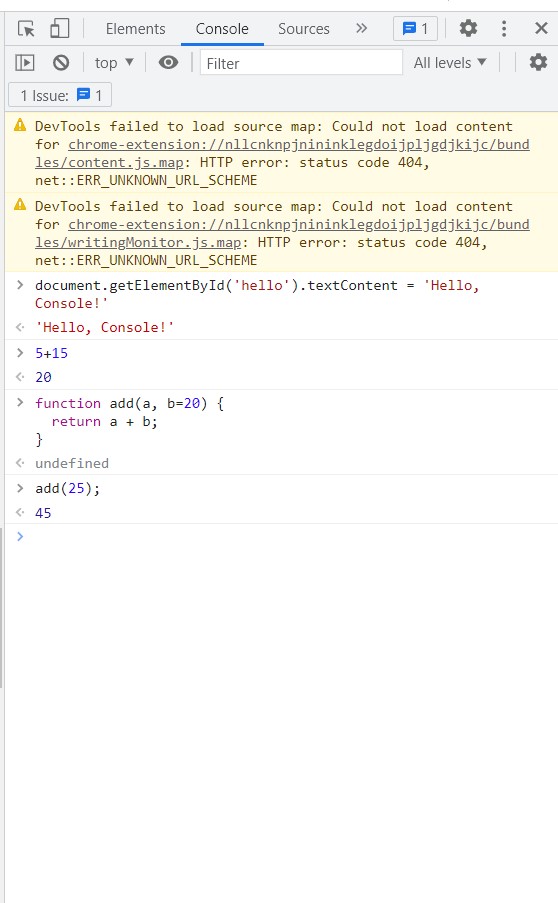 Elements Console Sources » 1
top ▼ Filter All levels ▼
1 Issue: 1
DevTools failed to load source map: Could not load content
for chrome-extension://nllcnknpjnininklegdoijpljgdjkijc/bund
les/content.js.map: HTTP error: status code 404,
net::ERR_UNKNOWN_URL_SCHEME
DevTools failed to load source map: Could not load content
for chrome-extension://nllcnknpjnininklegdoijpljgdjkijc/bund
les/writingMonitor.js.map: HTTP error: status code 404,
net::ERR_UNKNOWN_URL_SCHEME
document.getElementById('hello').textContent = 'Hello,
Console!'
'Hello, Console!'
5+15
20
function add(a, b=20) {
return a + b;
}
undefined
add(25);
45